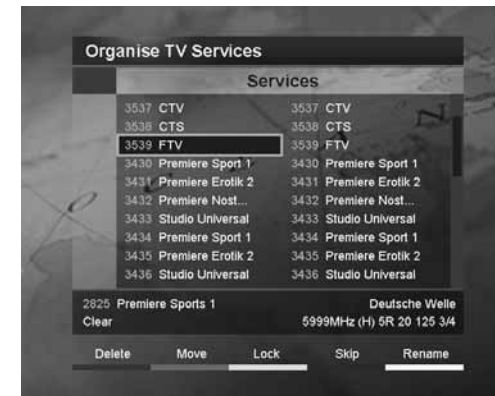 Organise TV Services
Services
3537 CTV 3537 CTV
3538 CTS 3538 CTS
3539 FTV 3539 FTV
3430 Premiere Sport 1 3430 Premiere Sport 1
3431 Premiere Erotik 2 3431 Premiere Erotik 2
3432 Premiere Nost... 3432 Premiere Nost...
3433 Studio Universal 3433 Studio Universal
3434 Premiere Sport 1 3434 Premiere Sport 1
3435 Premiere Erotik 2 3435 Premiere Erotik 2
3436 Studio Universal 3436 Studio Universal
2825 Premiere Sports 1 Deutsche Welle
Clear 5999MHz (H) 5R 20 125 3/4
Delete Move Lock Skip Rename